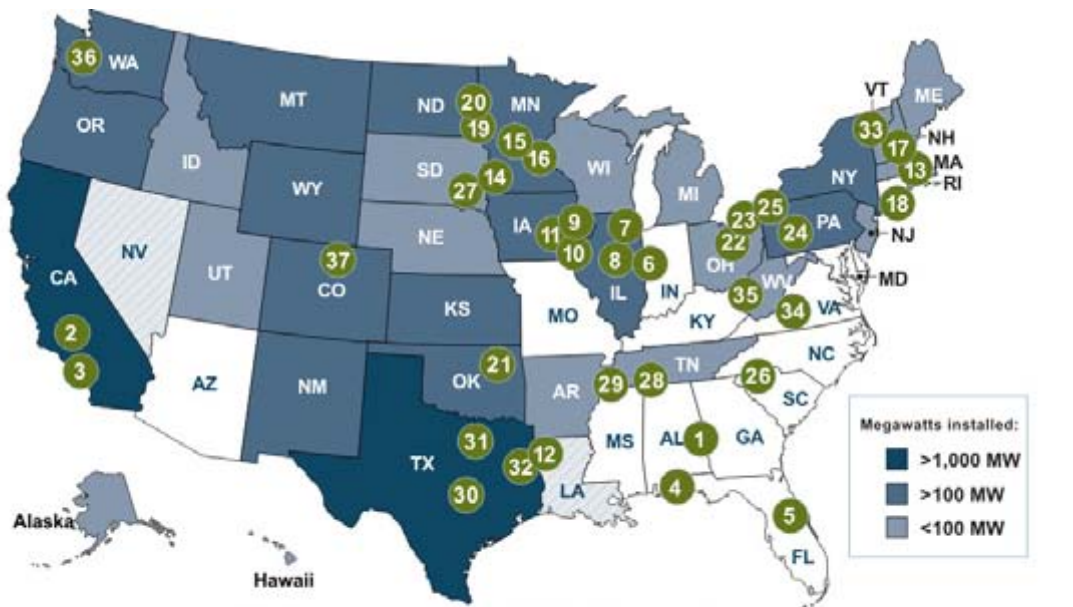 36
WA
MT
ND
20
MN
VT
ME
OR
19
15
33
17
NH
16
ID
SD
14
WI
MA
13
WY
27
MI
NY
RI
18
IA
9
7
25
23
11
PA
NV
NE
10
8
6
22
24
NJ
CA
UT
37
OH
CO
IL
IN
WV
MD
35
KS
MO
KY
34
VA
2
NC
3
AZ
NM
OK
21
AR
29
28
TN
26
SC
Megawatts installed:
>1,000 MW
>100 MW
<100 MW
31
MS
AL
1
GA
TX
32
12
30
LA
4
5
FL
Alaska
Hawaii